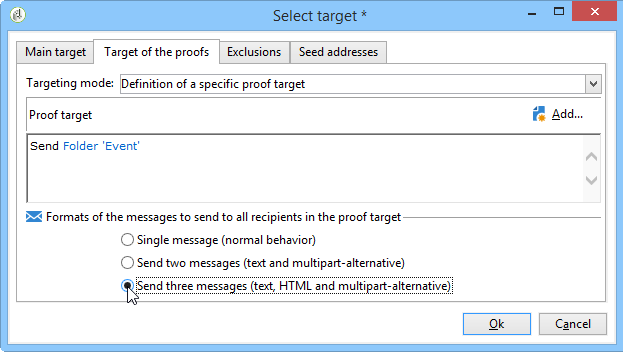 Select target *
Main target Target of the proofs Exclusions Seed addresses
Targeting mode: Definition of a specific proof target
Proof target Add...
Send Folder 'Event'
Formats of the messages to send to all recipients in the proof target
Single message (normal behavior)
Send two messages (text and multipart-alternative)
Send three messages (text, HTML and multipart-alternative)
Ok Cancel